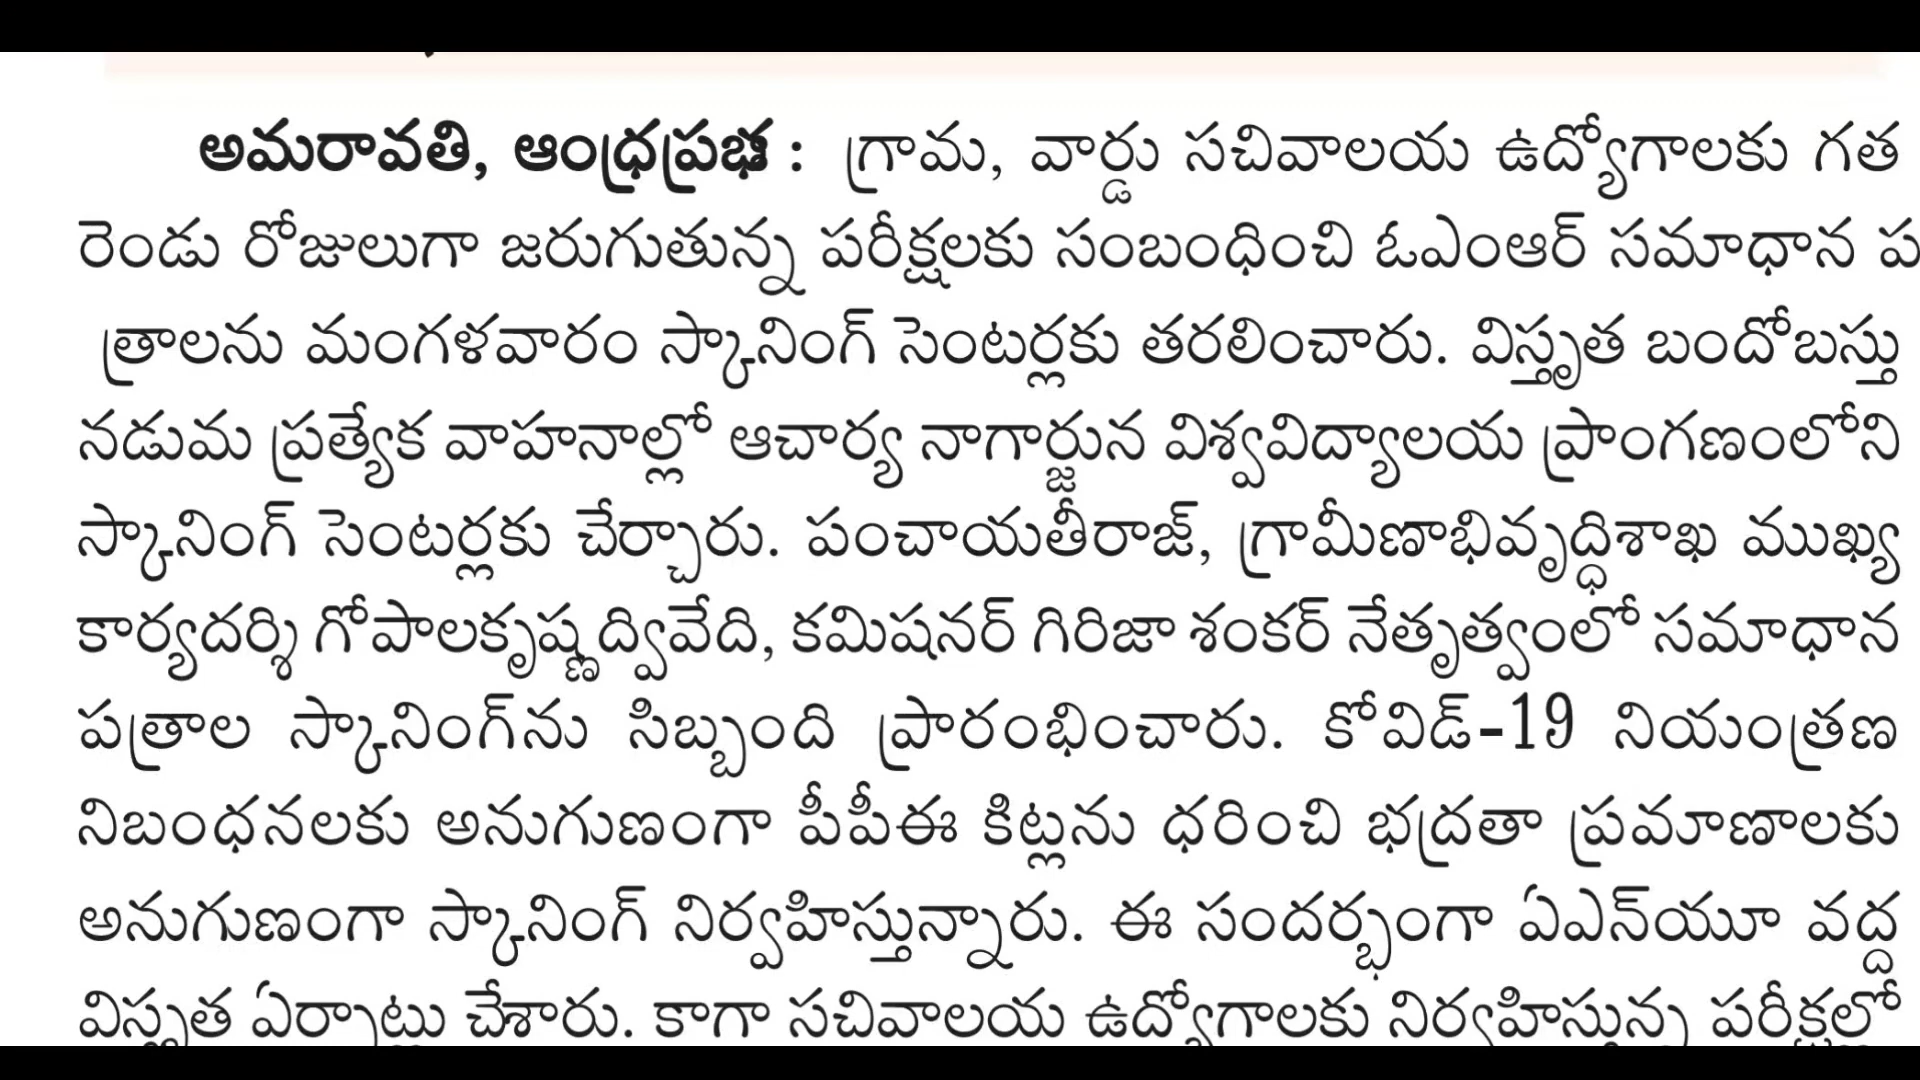 అమరావతి, ఆంధ్రప్రభ : గ్రామ, వార్డు సచివాలయ ఉద్యోగాలకు గత
రెండు రోజులుగా జరుగుతున్న పరీక్షలకు సంబంధించి ఓఎంఆర్ సమాధాన ప
త్రాలను మంగళవారం స్కానింగ్ సెంటర్లకు తరలించారు. విస్తృత బందోబస్తు
నడుమ ప్రత్యేక వాహనాల్లో ఆచార్య నాగార్జున విశ్వవిద్యాలయ ప్రాంగణంలోని
స్కానింగ్ సెంటర్లకు చేర్చారు. పంచాయతీరాజ్, గ్రామీణాభివృద్ధిశాఖ ముఖ్య
కార్యదర్శి గోపాలకృష్ణద్వివేది, కమిషనర్ గిరిజా శంకర్ నేతృత్వంలో సమాధాన
పత్రాల స్కానింగ్‌ను సిబ్బంది ప్రారంభించారు. కోవిడ్-19 నియంత్రణ
నిబంధనలకు అనుగుణంగా పీపీఈ కిట్లను ధరించి భద్రతా ప్రమాణాలకు
అనుగుణంగా స్కానింగ్ నిర్వహిస్తున్నారు. ఈ సందర్భంగా ఏఎన్‌యూ వద్ద
విస్తృత ఏర్పాట్లు చేశారు. కాగా సచివాలయ ఉద్యోగాలకు నిర్వహిస్తున్న పరీక్షల్లో